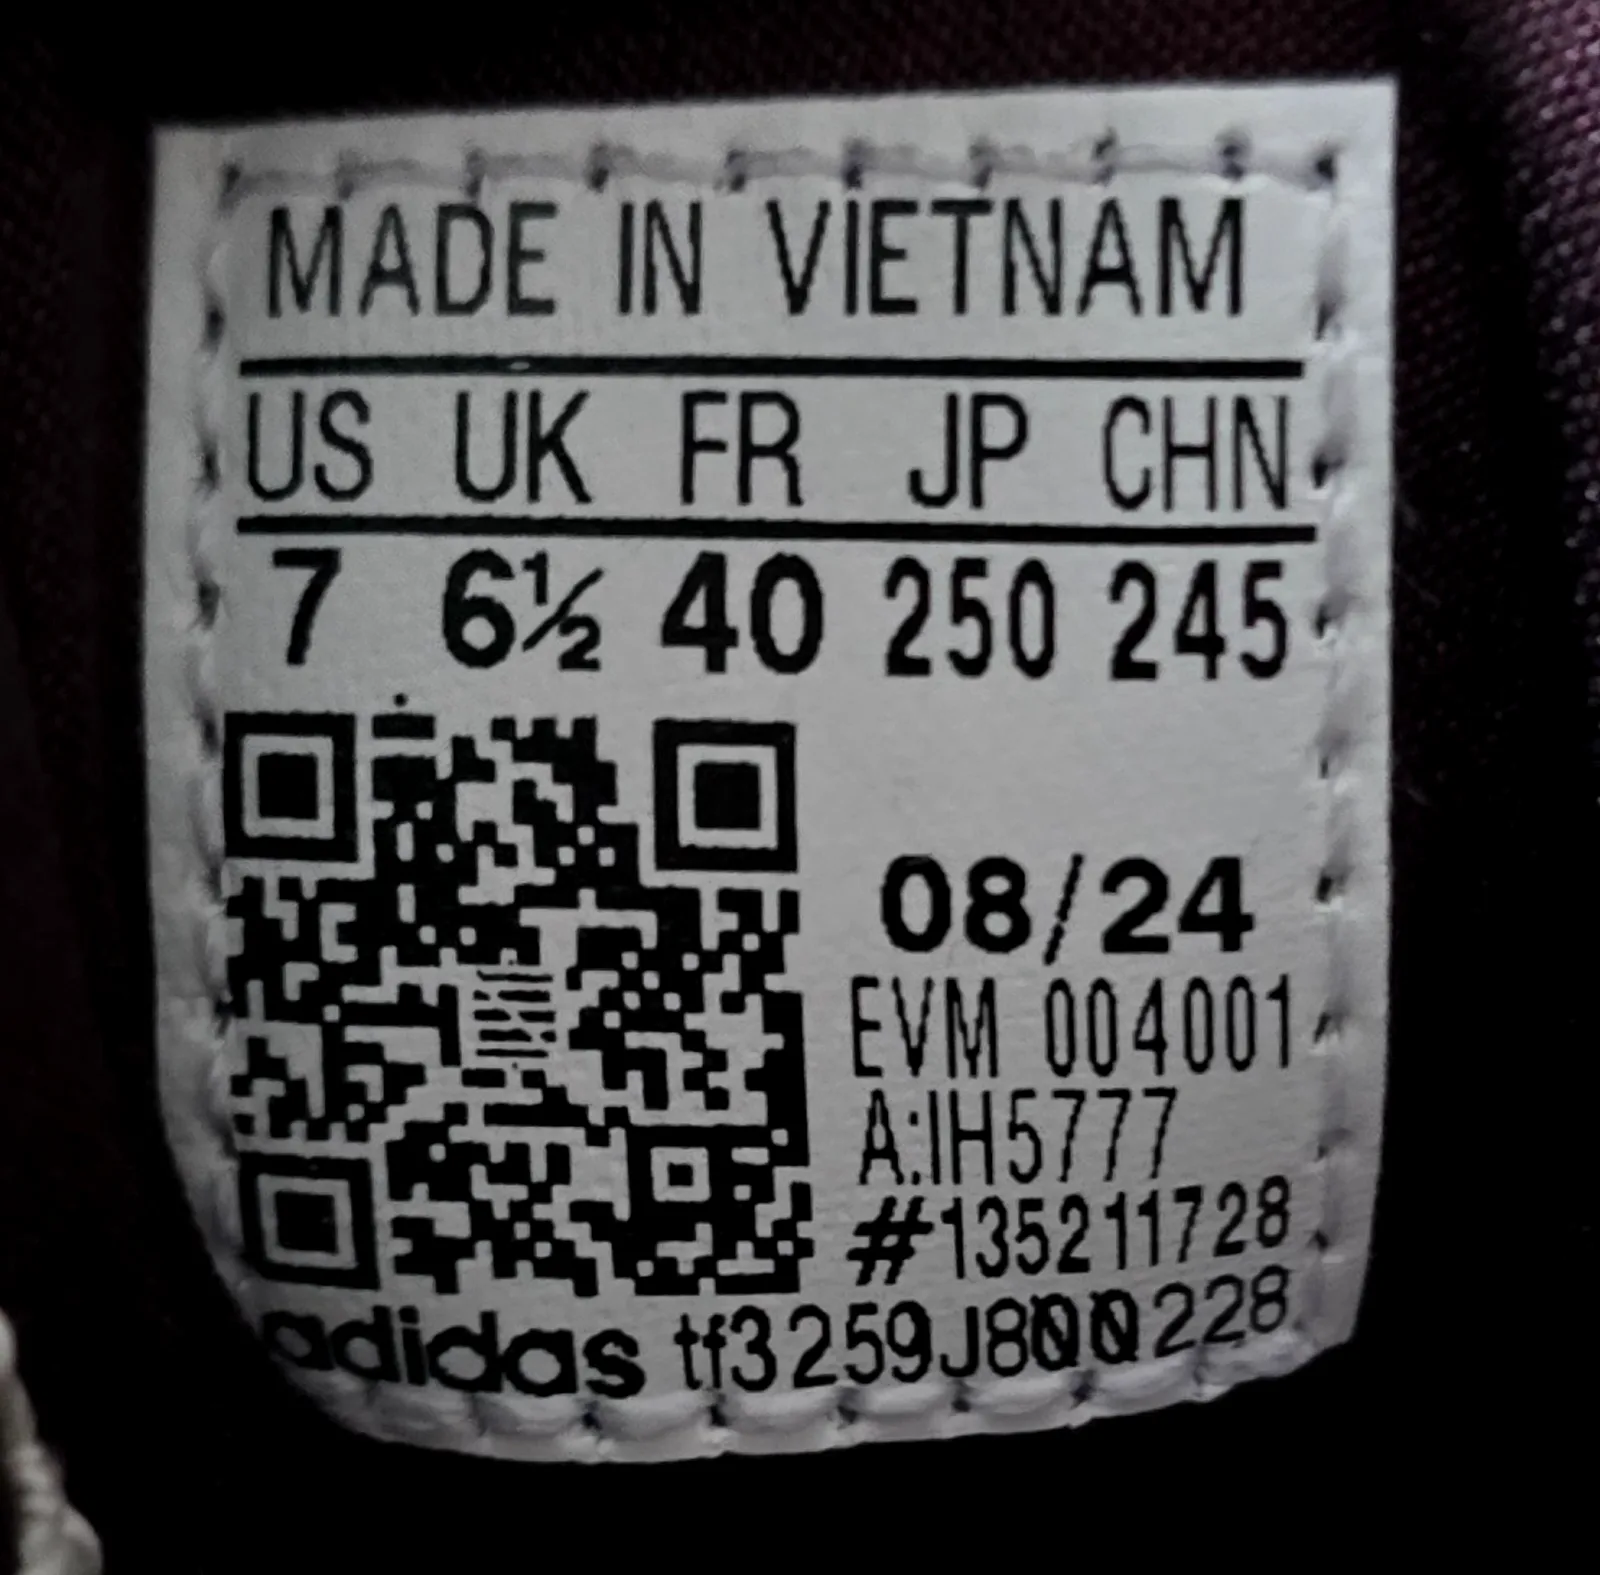 MADE IN VIETNAM
US UK FR JP CHN
7 6½ 40 250 245
08/24
EVM 004001
A:IH5777
#135211728
adidas tf3259J800228